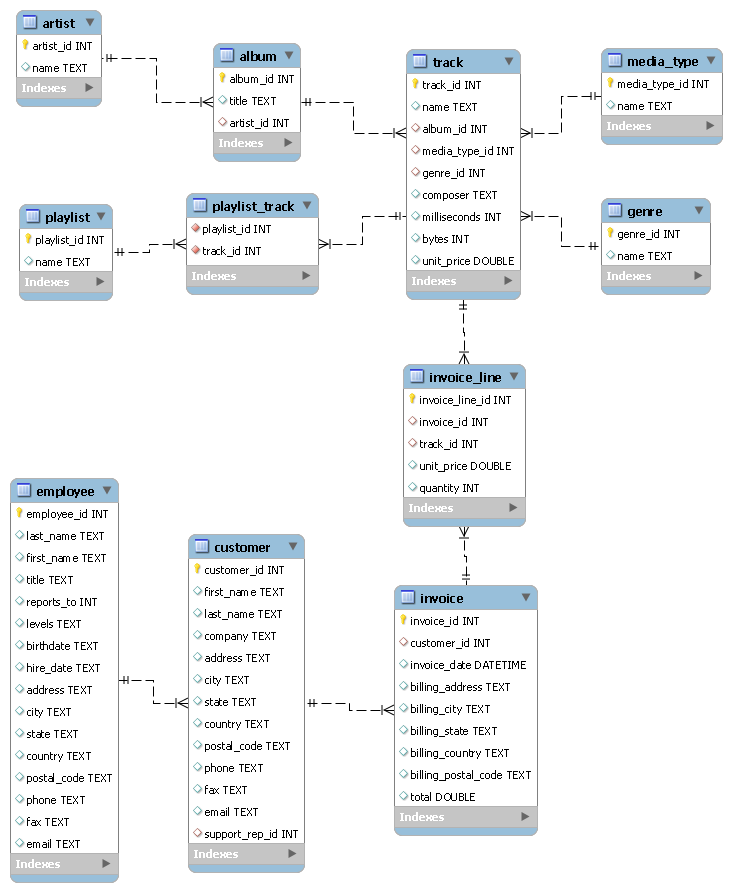 artist
artist_id INT
name TEXT
Indexes
album
album_id INT
title TEXT
artist_id INT
Indexes
track
track_id INT
name TEXT
album_id INT
media_type_id INT
genre_id INT
composer TEXT
milliseconds INT
bytes INT
unit_price DOUBLE
Indexes
media_type
media_type_id INT
name TEXT
Indexes
playlist
playlist_id INT
name TEXT
Indexes
playlist_track
playlist_id INT
track_id INT
Indexes
genre
genre_id INT
name TEXT
Indexes
invoice_line
invoice_line_id INT
invoice_id INT
track_id INT
unit_price DOUBLE
quantity INT
Indexes
employee
employee_id INT
last_name TEXT
first_name TEXT
title TEXT
reports_to INT
levels TEXT
birthdate TEXT
hire_date TEXT
address TEXT
city TEXT
state TEXT
country TEXT
postal_code TEXT
phone TEXT
fax TEXT
email TEXT
Indexes
customer
customer_id INT
first_name TEXT
last_name TEXT
company TEXT
address TEXT
city TEXT
state TEXT
country TEXT
postal_code TEXT
phone TEXT
fax TEXT
email TEXT
support_rep_id INT
Indexes
invoice
invoice_id INT
customer_id INT
invoice_date DATETIME
billing_address TEXT
billing_city TEXT
billing_state TEXT
billing_country TEXT
billing_postal_code TEXT
total DOUBLE
Indexes